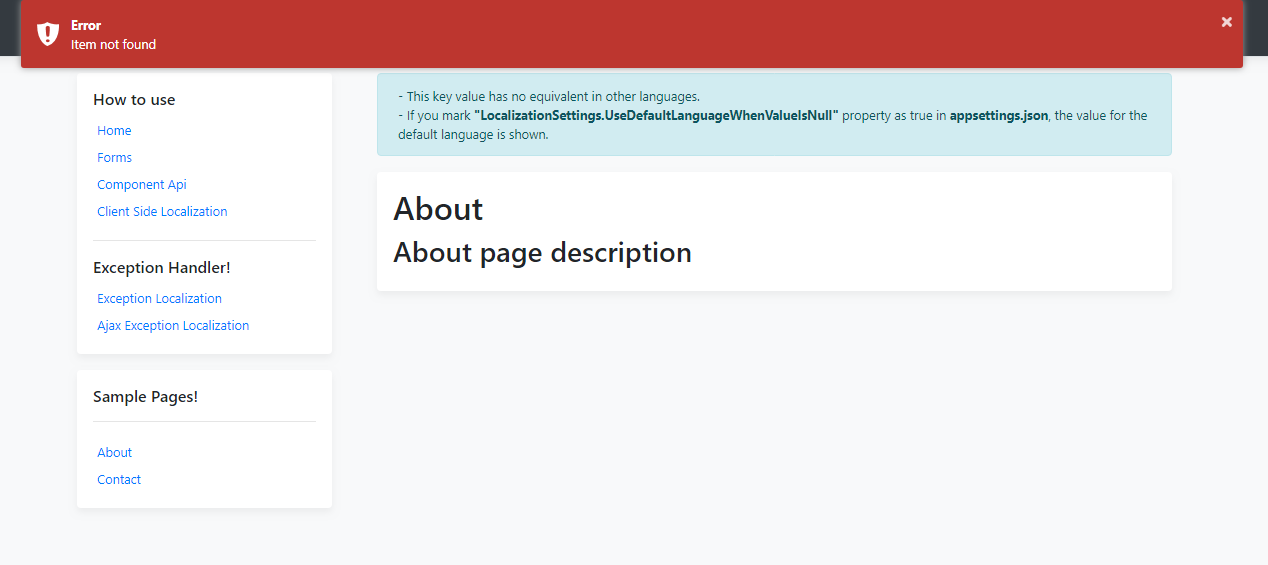 Error
Item not found
How to use
Home
Forms
Component Api
Client Side Localization
Exception Handler!
Exception Localization
Ajax Exception Localization
Sample Pages!
About
Contact
- This key value has no equivalent in other languages.
- If you mark "LocalizationSettings.UseDefaultLanguageWhenValueIsNull" property as true in appsettings.json, the value for the
default language is shown.
About
About page description